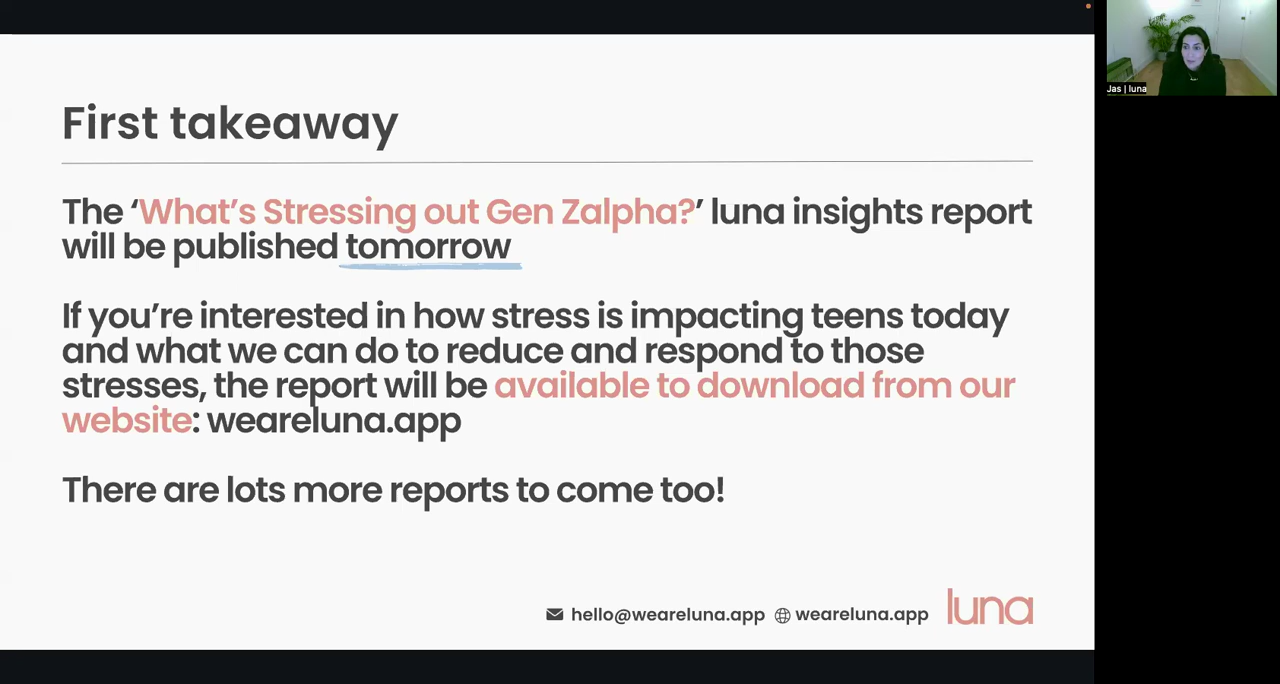 First takeaway
The ‘What’s Stressing out Gen Zalpha?’ luna insights report
will be published tomorrow
If you’re interested in how stress is impacting teens today
and what we can do to reduce and respond to those
stresses, the report will be available to download from our
website: weareluna.app
There are lots more reports to come too!
hello@weareluna.app weareluna.app luna
Jas | luna